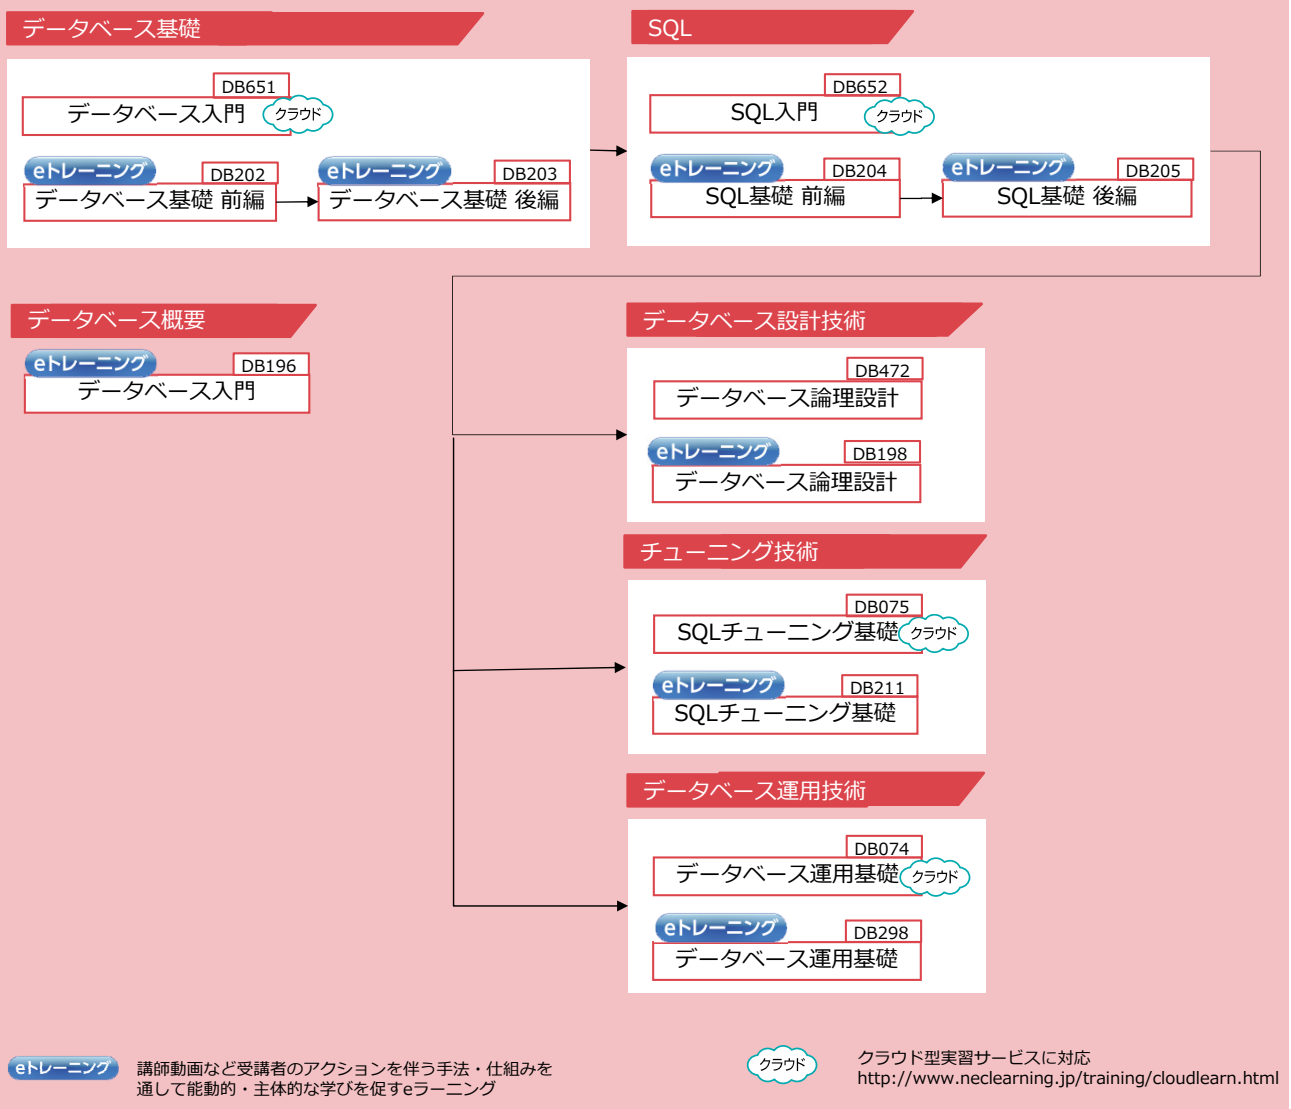 データベース基礎
DB651
データベース入門
クラウド
eトレーニング
DB202
データベース基礎 前編
eトレーニング
DB203
データベース基礎 後編
SQL
DB652
SQL入門
クラウド
eトレーニング
DB204
SQL基礎 前編
eトレーニング
DB205
SQL基礎 後編
データベース概要
eトレーニング
DB196
データベース入門
データベース設計技術
DB472
データベース論理設計
eトレーニング
DB198
データベース論理設計
チューニング技術
DB075
SQLチューニング基礎
クラウド
eトレーニング
DB211
SQLチューニング基礎
データベース運用技術
DB074
データベース運用基礎
クラウド
eトレーニング
DB298
データベース運用基礎
eトレーニング
講師動画など受講者のアクションを伴う手法・仕組みを
通して能動的・主体的な学びを促すeラーニング
クラウド
クラウド型実習サービスに対応
http://www.neclearning.jp/training/cloudlearn.html